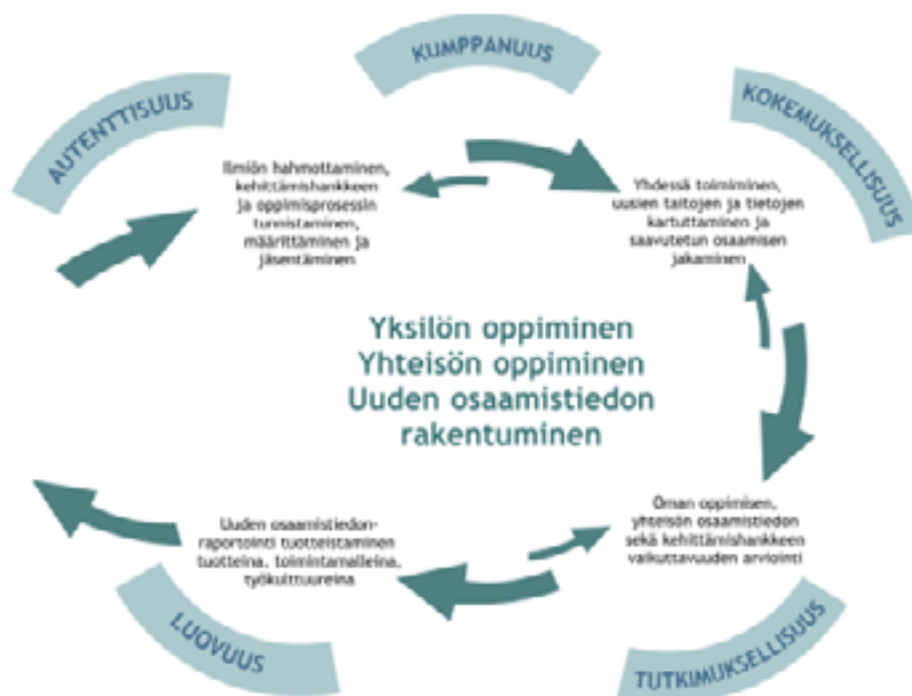 KUMPPANUUS
AUTENTTISUUS
KOKEMUKSELLISUUS
Ilmiön hahmottaminen,
kehittämishankkeen
ja oppimisprosessin
tunnistaminen,
määrittäminen ja
jäsentäminen
Yhdessä toimiminen,
uusien taitojen ja tietojen
kartuttaminen ja
saavutetun osaamisen
jakaminen
Yksilön oppiminen
Yhteisön oppiminen
Uuden osaamistiedon
rakentuminen
Uuden osaamistiedon-
raportointi tuotteistaminen
tuotteina, toimintamalleina,
työkulttuureina
Oman oppimisen,
yhteisön osaamistiedon
sekä kehittämishankkeen
vaikuttavuuden arviointi
LUOVUUS
TUTKIMUKSELLISUUS